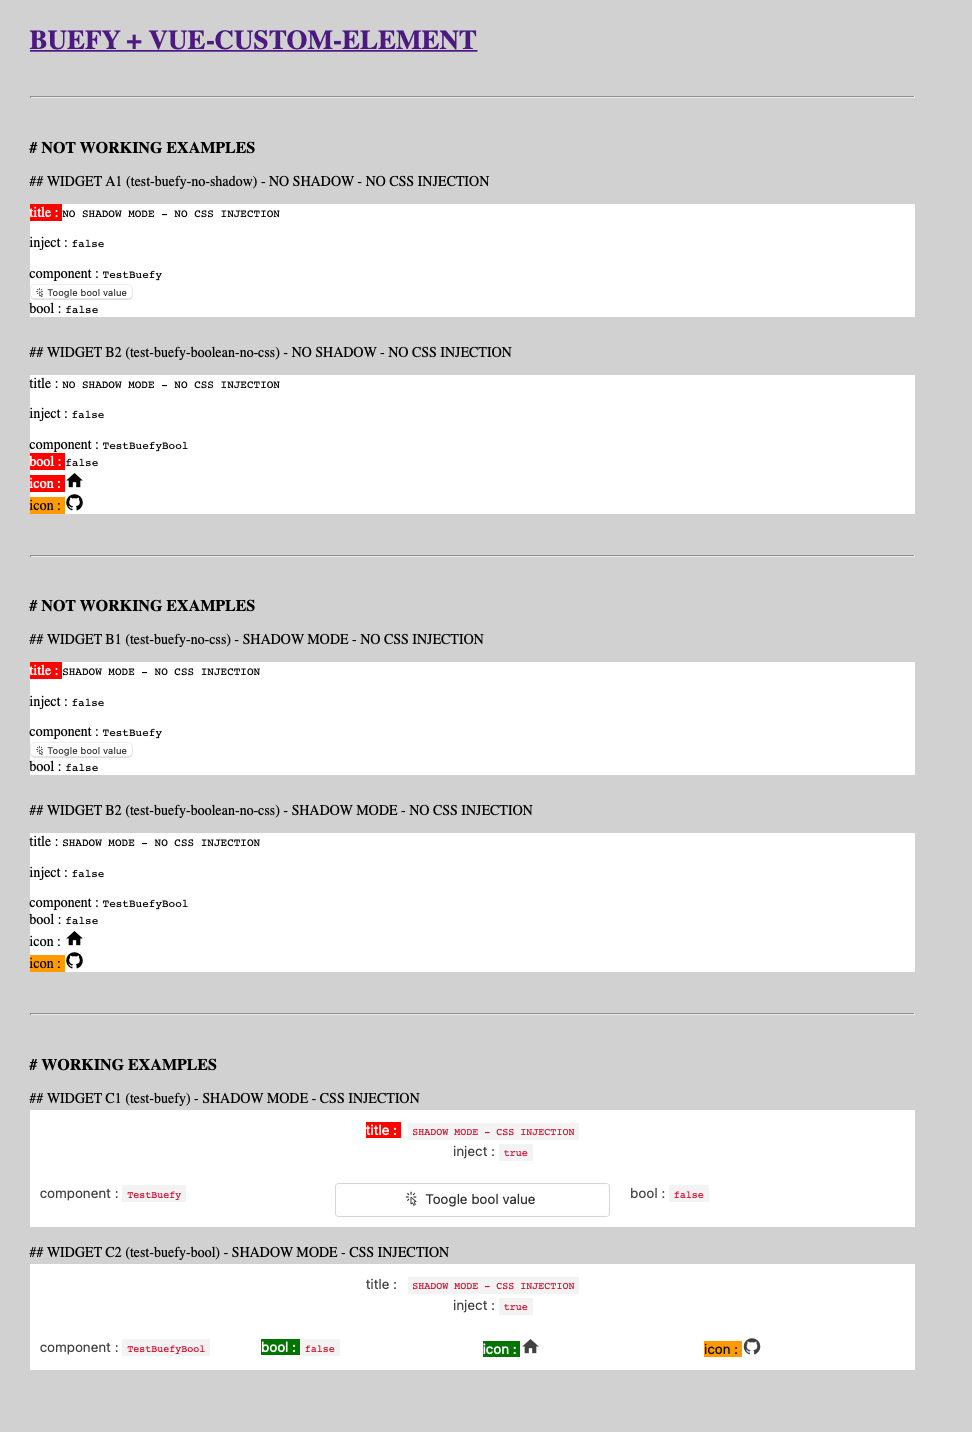 BUEFY + VUE-CUSTOM-ELEMENT
# NOT WORKING EXAMPLES
## WIDGET A1 (test-buefy-no-shadow) - NO SHADOW - NO CSS INJECTION
title : NO SHADOW MODE - NO CSS INJECTION
inject : false
component : TestBuefy
Toogle bool value
bool : false
## WIDGET B2 (test-buefy-boolean-no-css) - NO SHADOW - NO CSS INJECTION
title : NO SHADOW MODE - NO CSS INJECTION
inject : false
component : TestBuefyBool
bool : false
icon :
icon :
# NOT WORKING EXAMPLES
## WIDGET B1 (test-buefy-no-css) - SHADOW MODE - NO CSS INJECTION
title : SHADOW MODE - NO CSS INJECTION
inject : false
component : TestBuefy
Toogle bool value
bool : false
## WIDGET B2 (test-buefy-boolean-no-css) - SHADOW MODE - NO CSS INJECTION
title : SHADOW MODE - NO CSS INJECTION
inject : false
component : TestBuefyBool
bool : false
icon :
icon :
# WORKING EXAMPLES
## WIDGET C1 (test-buefy) - SHADOW MODE - CSS INJECTION
title : SHADOW MODE - CSS INJECTION
inject : true
component : TestBuefy Toogle bool value bool : false
## WIDGET C2 (test-buefy-bool) - SHADOW MODE - CSS INJECTION
title : SHADOW MODE - CSS INJECTION
inject : true
component : TestBuefyBool bool : false icon : icon :